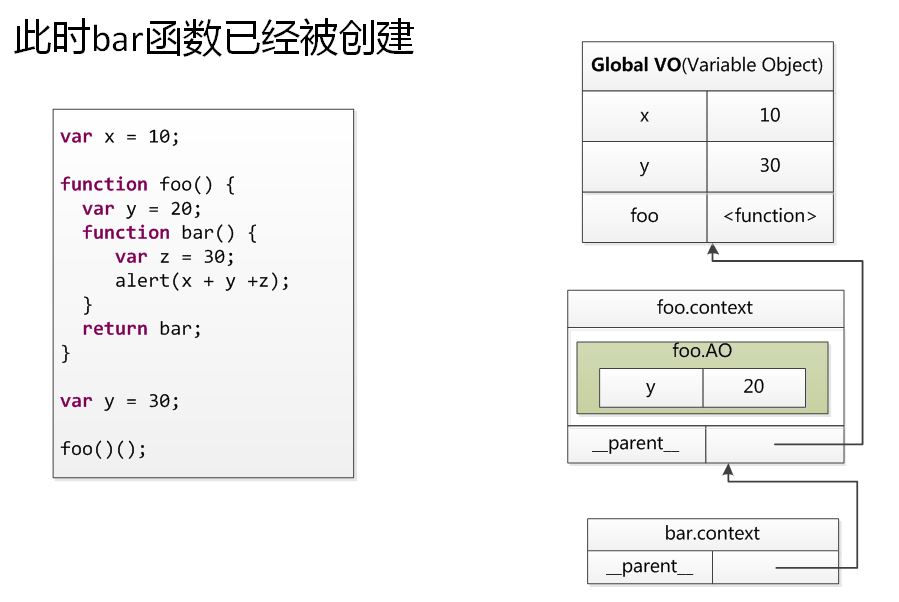 此时bar函数已经被创建
var x = 10;
function foo() {
var y = 20;
function bar() {
var z = 30;
alert(x + y +z);
}
return bar;
}
var y = 30;
foo()();
Global VO(Variable Object)
x 10
y 30
foo <function>
foo.context
foo.AO
y 20
__parent__
bar.context
__parent__